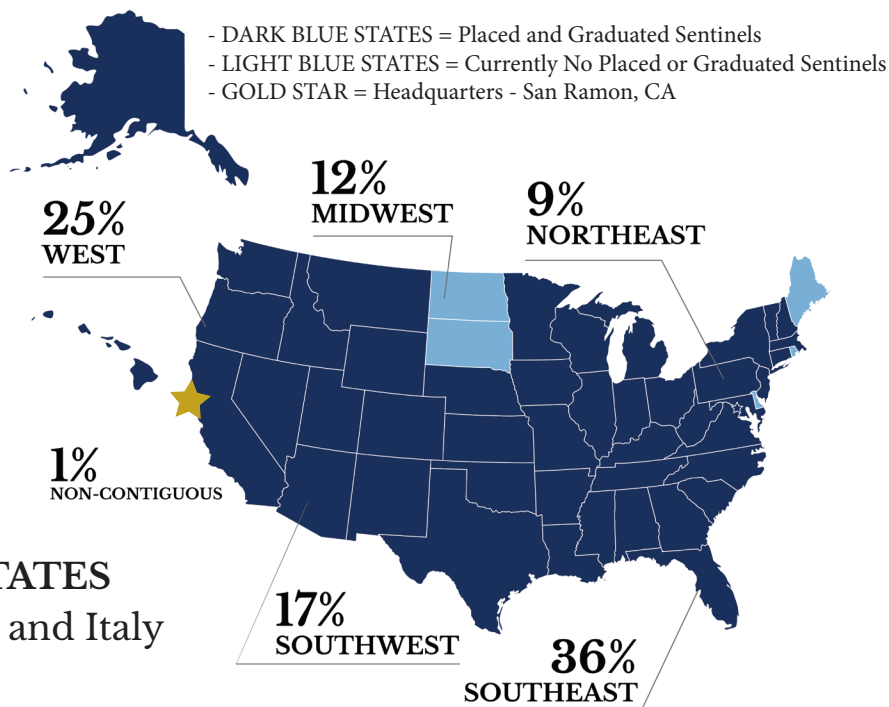 - DARK BLUE STATES = Placed and Graduated Sentinels
- LIGHT BLUE STATES = Currently No Placed or Graduated Sentinels
- GOLD STAR = Headquarters - San Ramon, CA
12%
MIDWEST
9%
NORTHEAST
25%
WEST
1%
NON-CONTIGUOUS
TATES
and Italy
17%
SOUTHWEST
36%
SOUTHEAST